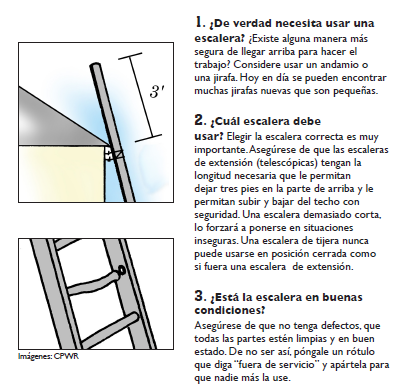 1. ¿De verdad necesita usar una
escalera? ¿Existe alguna manera más
segura de llegar arriba para hacer el
trabajo? Considere usar un andamio o
una jirafa. Hoy en día se pueden encontrar
muchas jirafas nuevas que son pequeñas.
3'
2. ¿Cuál escalera debe
usar? Elegir la escalera correcta es muy
importante. Asegúrese de que las escaleras
de extensión (telescópicas) tengan la
longitud necesaria que le permitan
dejar tres pies en la parte de arriba y le
permitan subir y bajar del techo con
seguridad. Una escalera demasiado corta,
lo forzará a ponerse en situaciones
inseguras. Una escalera de tijera nunca
puede usarse en posición cerrada como
si fuera una escalera de extensión.
3. ¿Está la escalera en buenas
condiciones?
Asegúrese de que no tenga defectos, que
todas las partes estén limpias y en buen
estado. De no ser así, póngale un rótulo
que diga "fuera de servicio" y apártela para
que nadie más la use.
Imágenes: CPWR